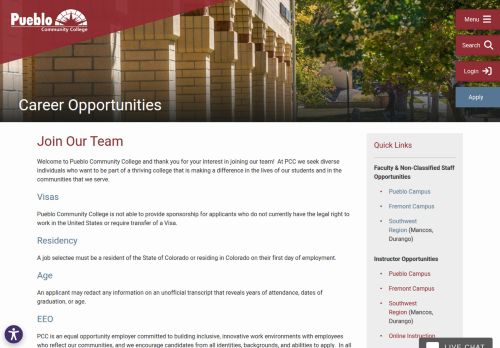 Pueblo
Community College
Menu
Search
Login
Apply
Career Opportunities
Join Our Team
Welcome to Pueblo Community College and thank you for your interest in joining our team!  At PCC we seek diverse
individuals who want to be part of a thriving college that is making a difference in the lives of our students and in the
communities that we serve.
Visas
Pueblo Community College is not able to provide sponsorship for applicants who do not currently have the legal right to
work in the United States or require transfer of a Visa.
Residency
A job selectee must be a resident of the State of Colorado or residing in Colorado on their first day of employment.
Age
An applicant may redact any information on an unofficial transcript that reveals years of attendance, dates of
graduation, or age.
EEO
PCC is an equal opportunity employer committed to building inclusive, innovative work environments with employees
who reflect our communities, and we encourage candidates from all identities, backgrounds, and abilities to apply  In all
Quick Links
Faculty & Non-Classified Staff
Opportunities
Pueblo Campus
Fremont Campus
Southwest
Region (Mancos,
Durango)
Instructor Opportunities
Pueblo Campus
Fremont Campus
Southwest
Region (Mancos,
Durango)
Online Instruction
LIVE CHAT